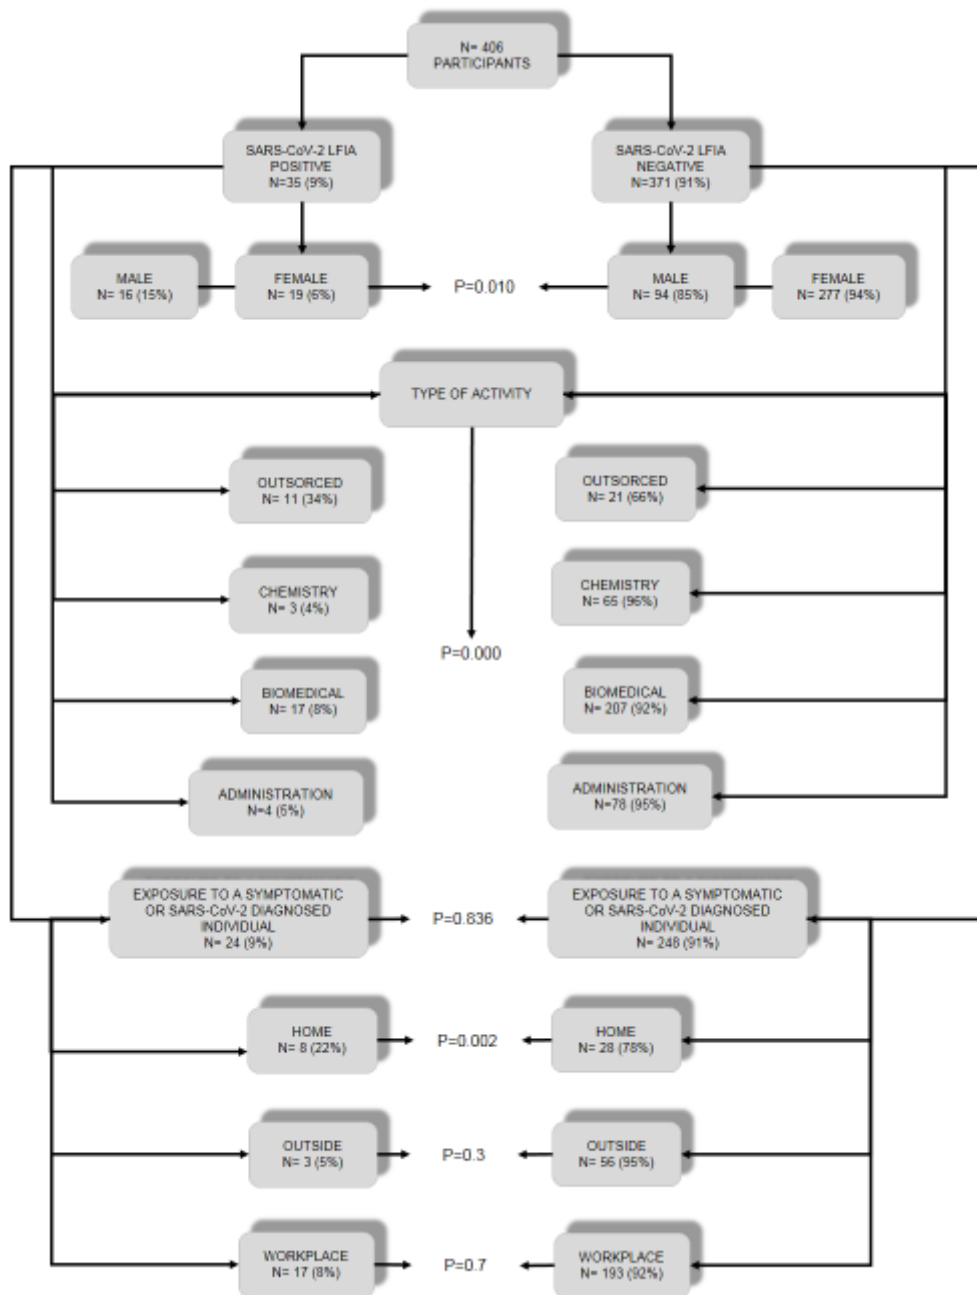 N= 406
PARTICIPANTS
SARS-CoV-2 LFIA
POSITIVE
N=35 (9%)
SARS-CoV-2 LFIA
NEGATIVE
N=371 (91%)
MALE
N= 16 (15%)
FEMALE
N= 19 (6%)
P=0.010
MALE
N= 94 (85%)
FEMALE
N= 277 (94%)
TYPE OF ACTIVITY
OUTSORCED
N= 11 (34%)
OUTSORCED
N= 21 (66%)
CHEMISTRY
N= 3 (4%)
CHEMISTRY
N= 65 (96%)
P=0.000
BIOMEDICAL
N= 17 (8%)
BIOMEDICAL
N= 207 (92%)
ADMINISTRATION
N=4 (5%)
ADMINISTRATION
N=78 (95%)
EXPOSURE TO A SYMPTOMATIC
OR SARS-CoV-2 DIAGNOSED
INDIVIDUAL
N= 24 (9%)
P=0.836
EXPOSURE TO A SYMPTOMATIC
OR SARS-CoV-2 DIAGNOSED
INDIVIDUAL
N= 248 (91%)
HOME
N= 8 (22%)
P=0.002
HOME
N= 28 (78%)
OUTSIDE
N= 3 (5%)
P=0.3
OUTSIDE
N= 56 (95%)
WORKPLACE
N= 17 (8%)
P=0.7
WORKPLACE
N= 193 (92%)